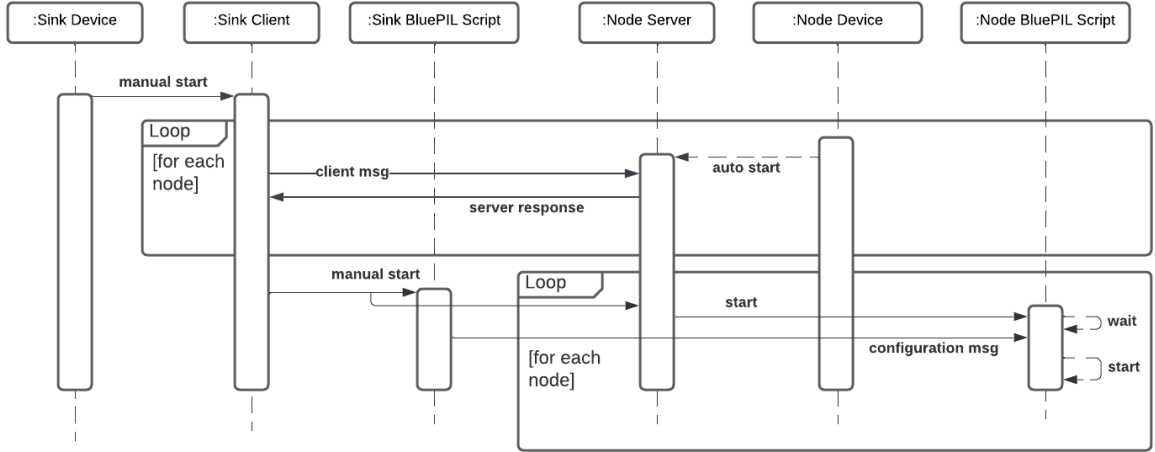 :Sink Device
:Sink Client
:Sink BluePIL Script
:Node Server
:Node Device
:Node BluePIL Script
manual start
Loop
[for each
node]
auto start
client msg
server response
manual start
Loop
start
wait
configuration msg
[for each
node]
start